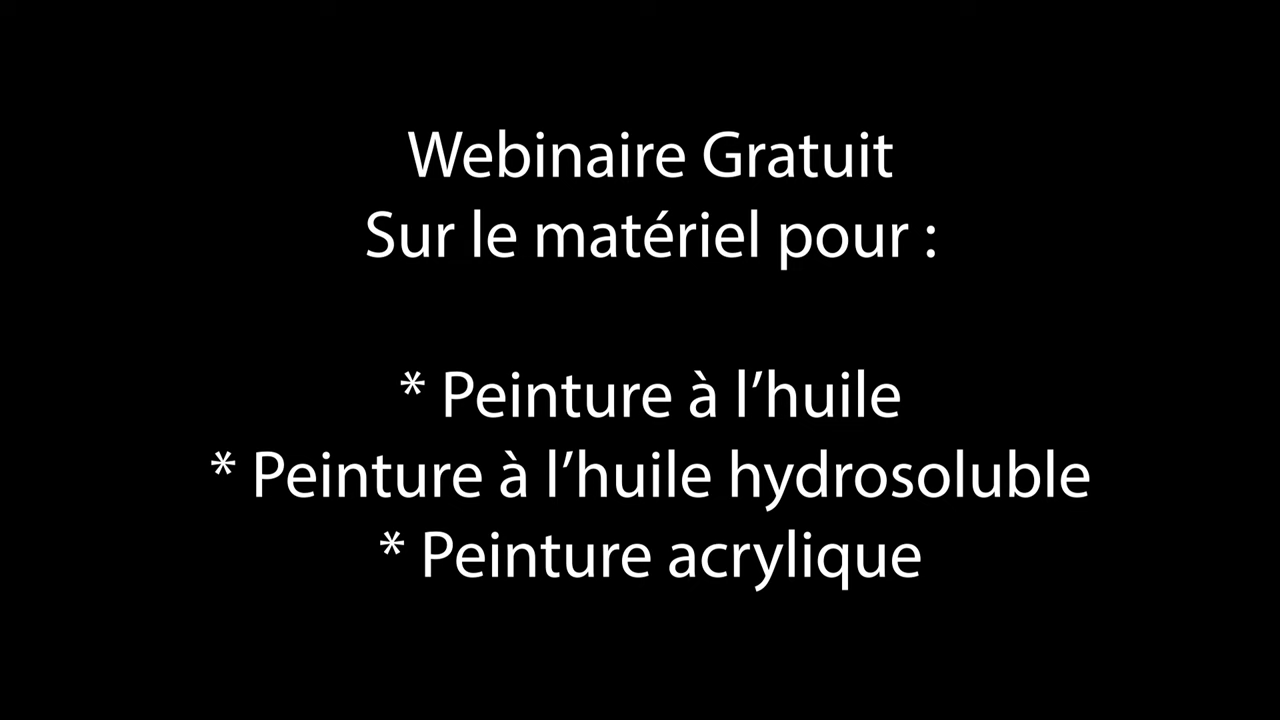 Webinaire Gratuit
Sur le matériel pour :
* Peinture à l’huile
* Peinture à l’huile hydrosoluble
* Peinture acrylique